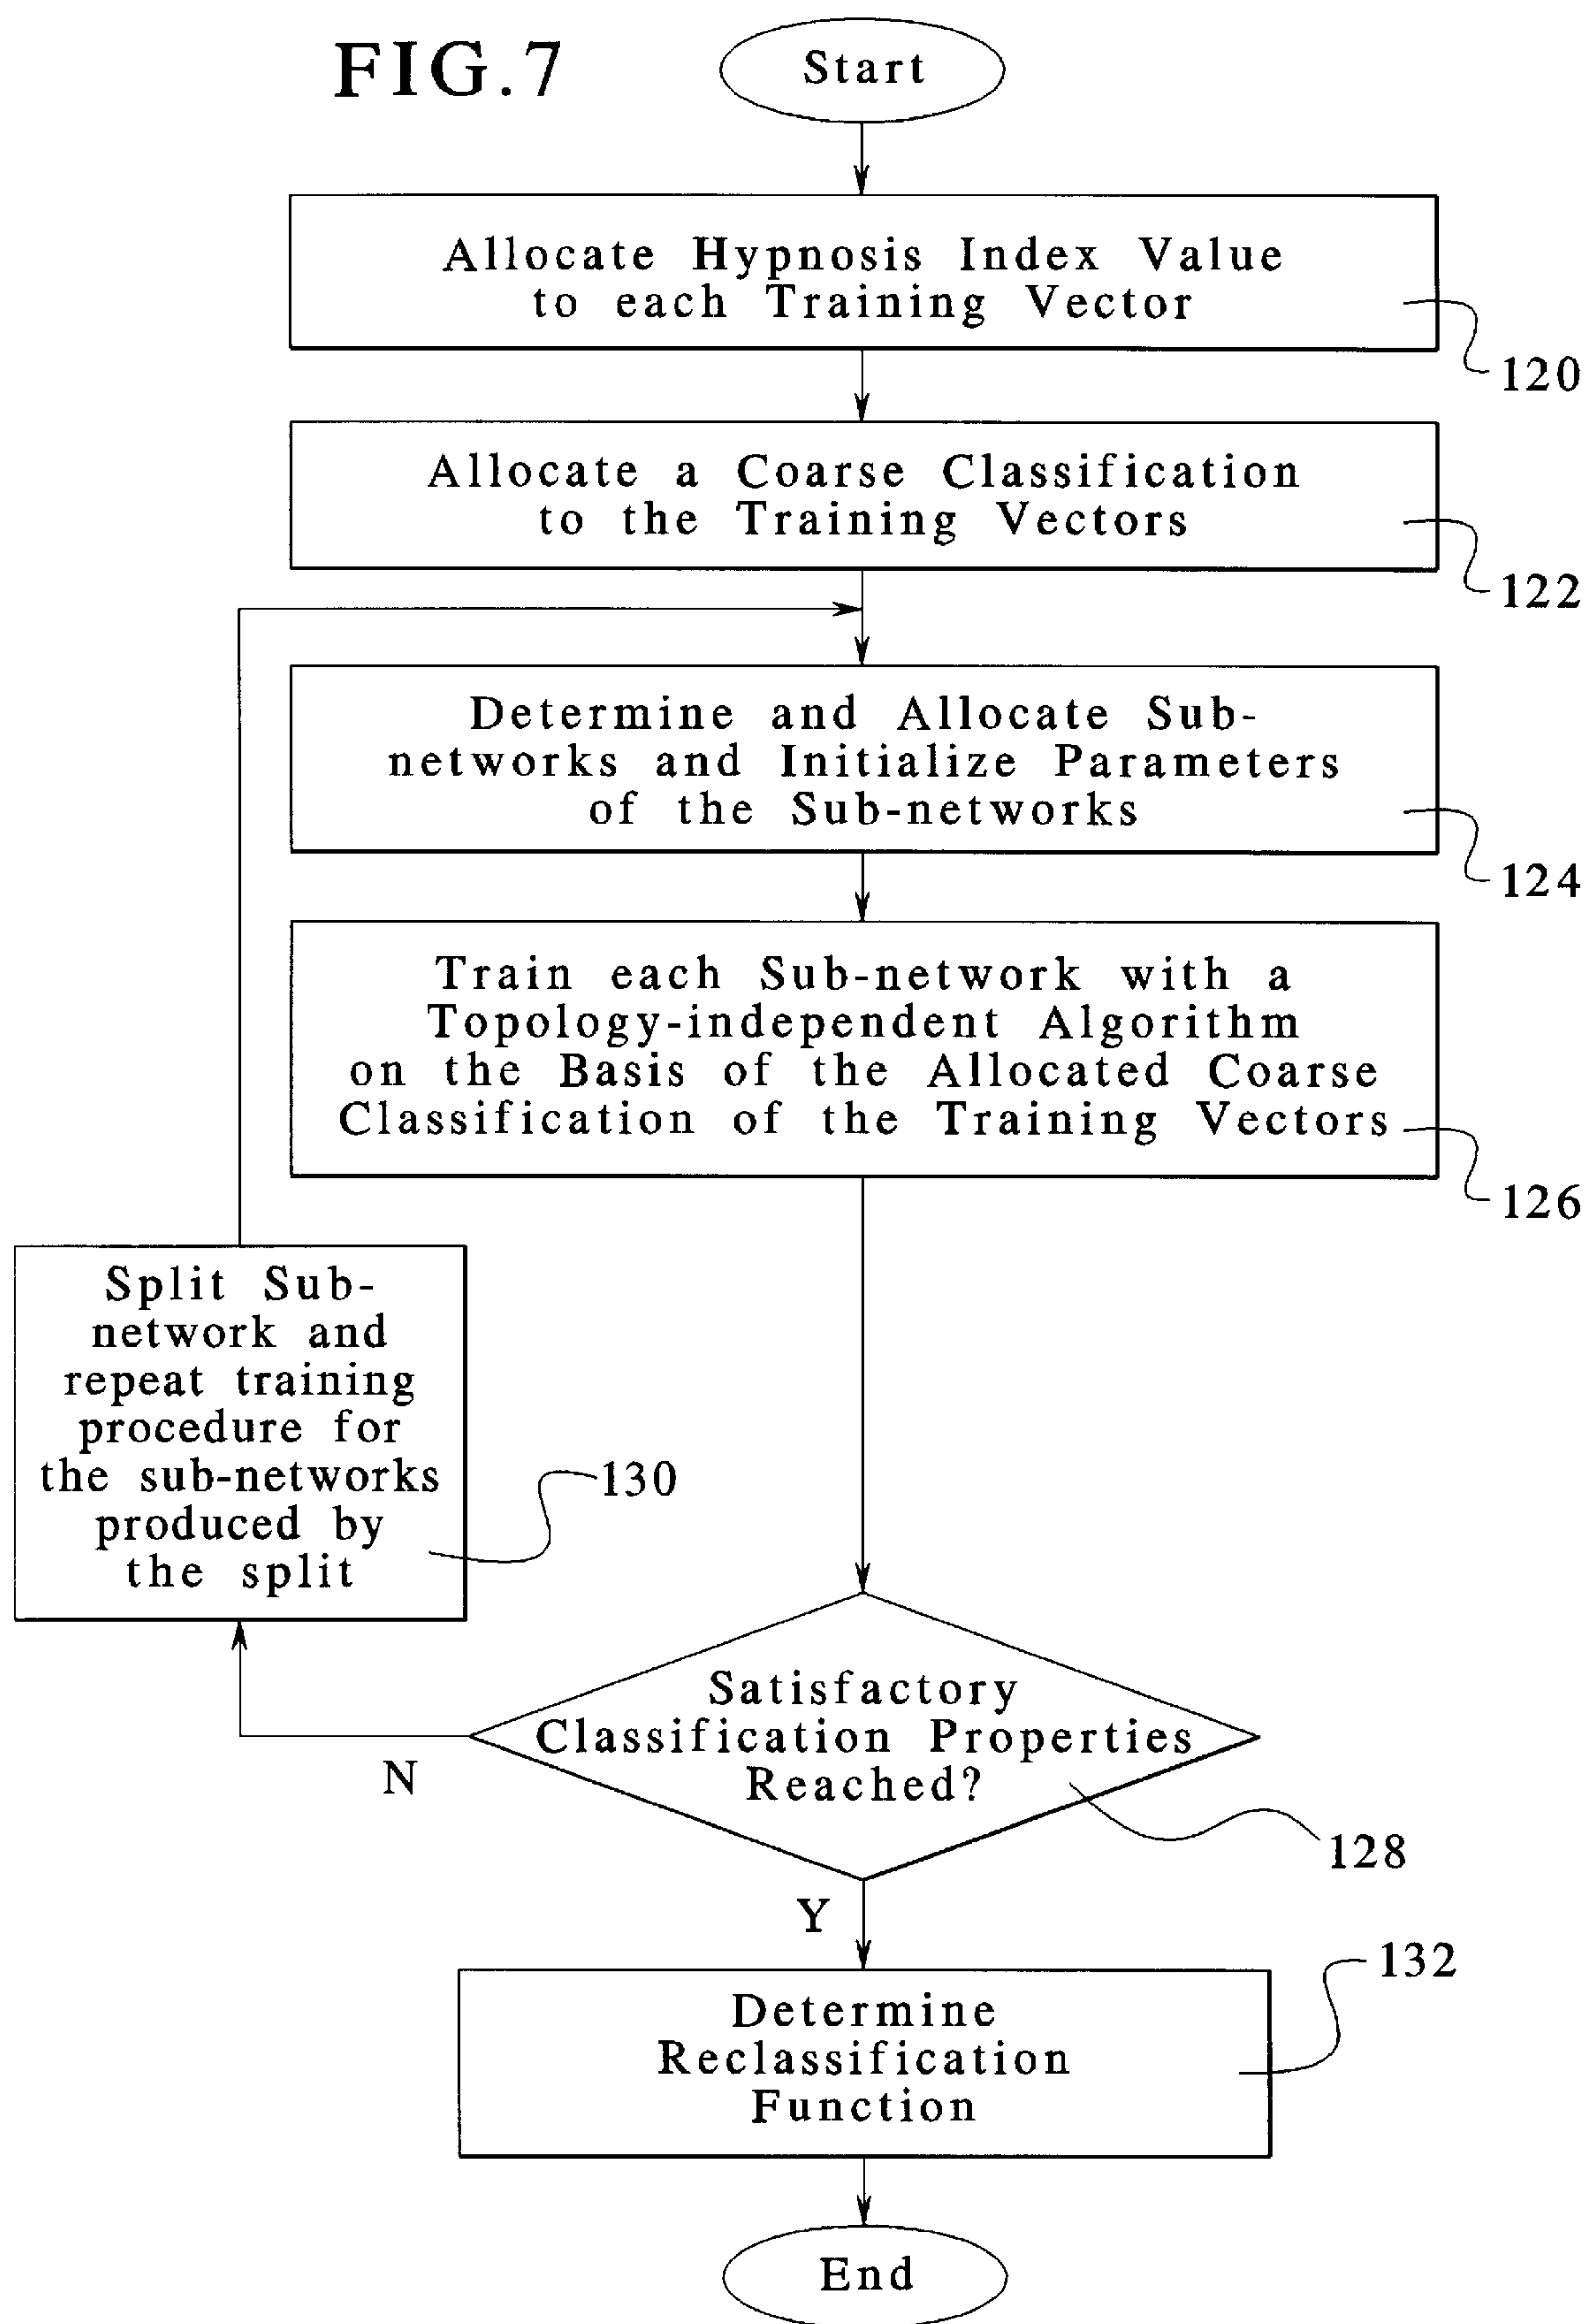 FIG.7
Start
Allocate Hypnosis Index Value
to each Training Vector
120
Allocate a Coarse Classification
to the Training Vectors
122
Determine and Allocate Sub-
networks and Initialize Parameters
of the Sub-networks
124
Train each Sub-network with a
Topology-independent Algorithm
on the Basis of the Allocated Coarse
Classification of the Training Vectors
126
Split Sub-
network and
repeat training
procedure for
the sub-networks
produced by
the split
130
Satisfactory
Classification Properties
Reached?
N
128
Y
132
Determine
Reclassification
Function
End